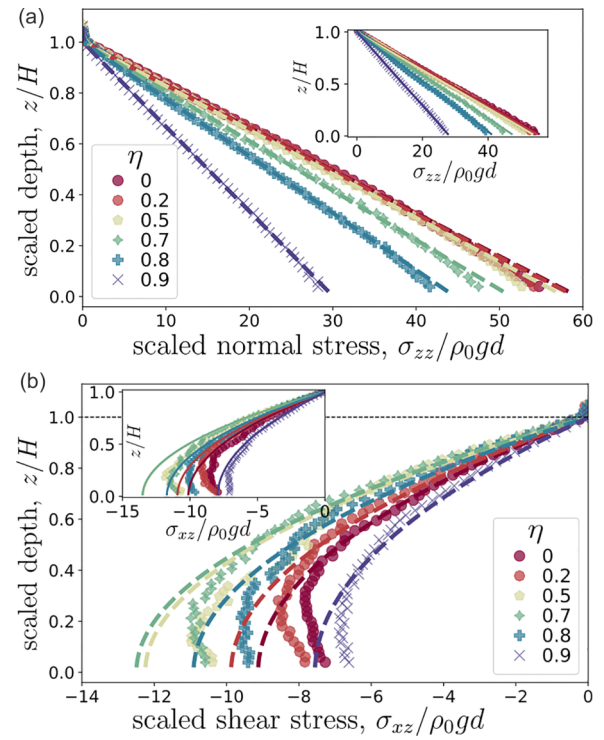 (a)
1.0
0.8
0.6
0.4
0.2
0.0
scaled depth, z/H
η
0
0.2
0.5
0.7
0.8
0.9
1.0
0.5
0.0
z/H
0 20 40
σzz/ρ0gd
0 10 20 30 40 50 60
scaled normal stress, σzz/ρ0gd
(b)
1.0
0.8
0.6
0.4
0.2
0.0
scaled depth, z/H
1.0
0.5
0.0
z/H
−15 −10 −5 0
σxz/ρ0gd
η
0
0.2
0.5
0.7
0.8
0.9
−14 −12 −10 −8 −6 −4 −2 0
scaled shear stress, σxz/ρ0gd